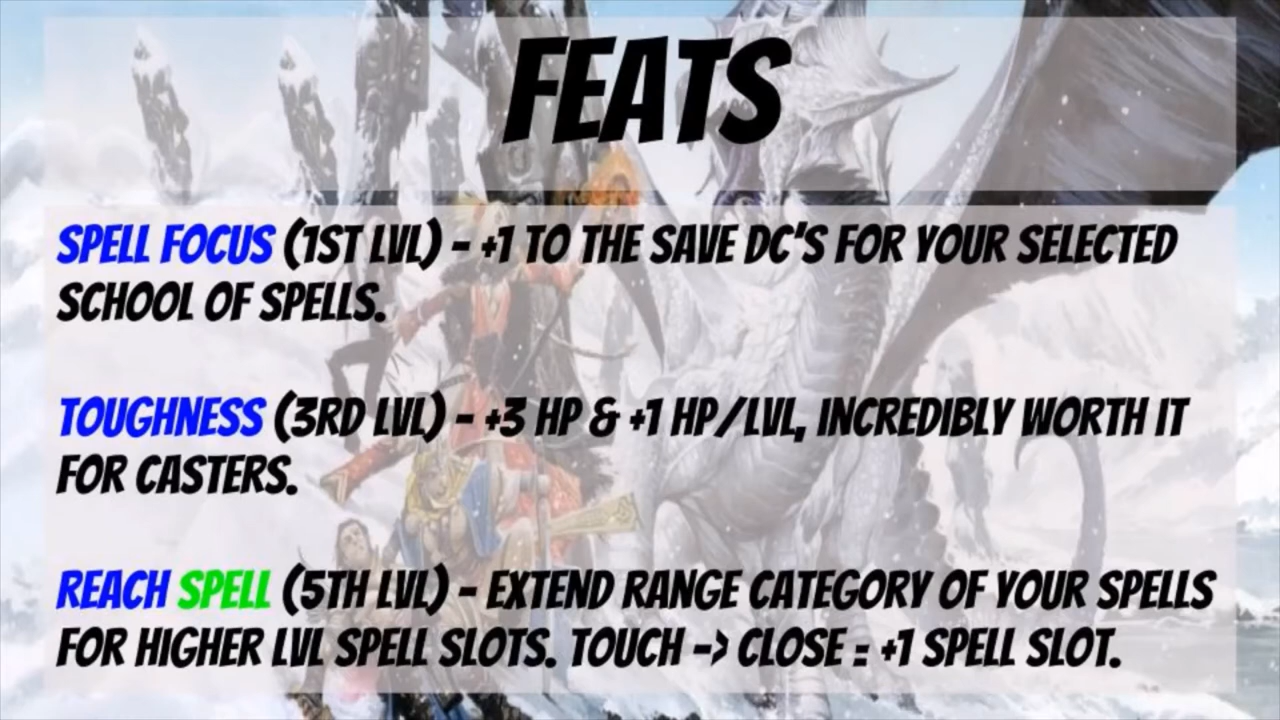 FEATS
SPELL FOCUS (1ST LVL) - +1 TO THE SAVE DC'S FOR YOUR SELECTED
SCHOOL OF SPELLS.
TOUGHNESS (3RD LVL) - +3 HP & +1 HP/LVL, INCREDIBLY WORTH IT
FOR CASTERS.
REACH SPELL (5TH LVL) - EXTEND RANGE CATEGORY OF YOUR SPELLS
FOR HIGHER LVL SPELL SLOTS. TOUCH -> CLOSE = +1 SPELL SLOT.